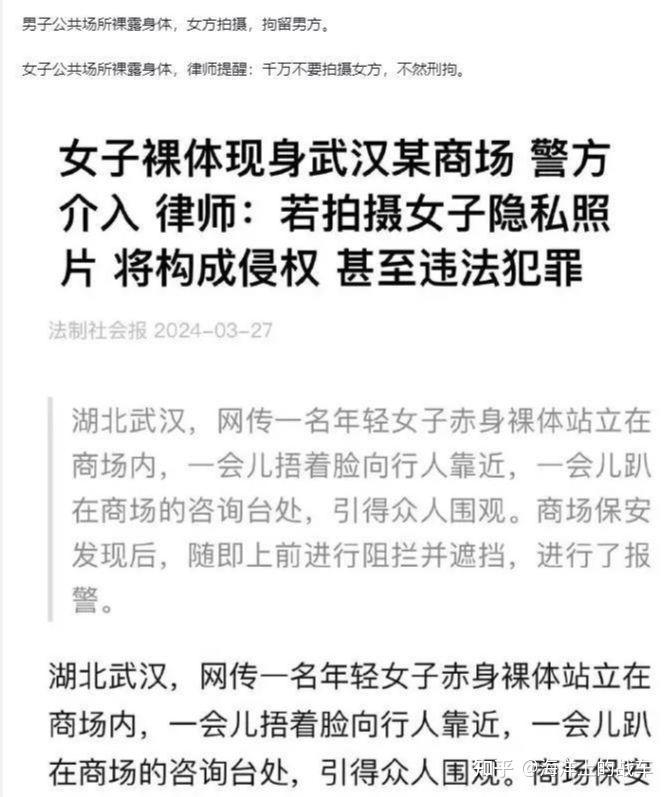 男子公共场所裸露身体，女方拍摄，拘留男方。
女子公共场所裸露身体，律师提醒：千万不要拍摄女方，不然刑拘。
女子裸体现身武汉某商场 警方
介入 律师：若拍摄女子隐私照
片 将构成侵权 甚至违法犯罪
法制社会报 2024-03-27
湖北武汉，网传一名年轻女子赤身裸体站立在
商场内，一会儿捂着脸向行人靠近，一会儿趴
在商场的咨询台处，引得众人围观。商场保安
发现后，随即上前进行阻拦并遮挡，进行了报
警。
湖北武汉，网传一名年轻女子赤身裸体站立在
商场内，一会儿捂着脸向行人靠近，一会儿趴
在商场的咨询台处，引得众人围观。商场保安
知乎 @海洋上的战车